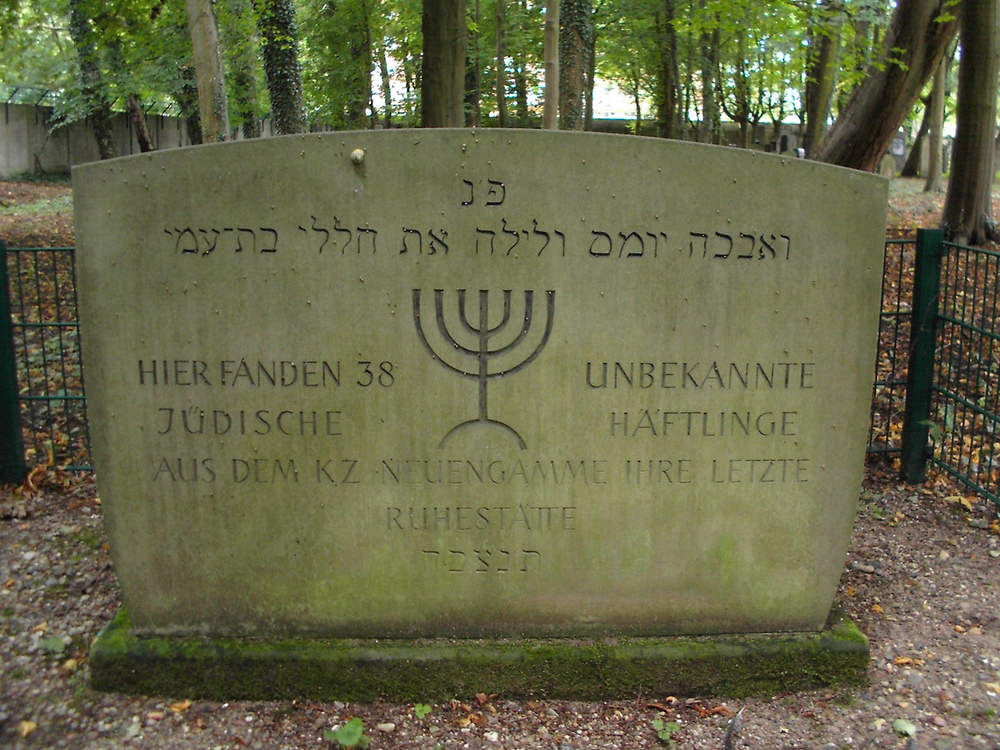 פ נ
ואבכה יומם ולילה את חללי בת־עמי
HIER FANDEN 38 UNBEKANNTE
JÜDISCHE HÄFTLINGE
AUS DEM KZ-NEUENGAMME IHRE LETZTE
RUHESTÄTTE
תנצבה